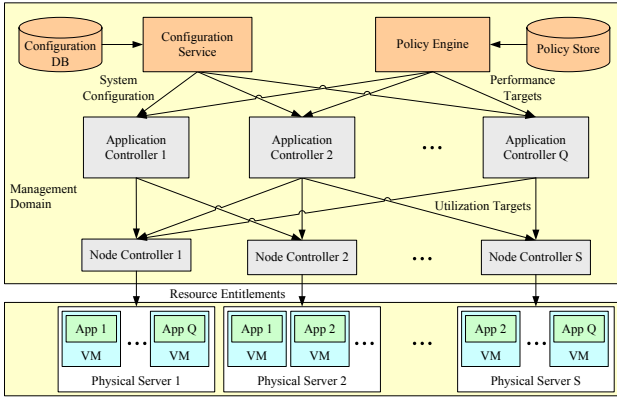 Configuration
DB
Configuration
Service
Policy Engine
Policy Store
System
Configuration
Performance
Targets
Application
Controller 1
Application
Controller 2
...
Application
Controller Q
Management
Domain
Utilization Targets
Node Controller 1
Node Controller 2
...
Node Controller S
Resource Entitlements
App 1
VM
...
App Q
VM
Physical Server 1
App 1
VM
App 2
VM
...
Physical Server 2
...
App 2
VM
...
App Q
VM
Physical Server S